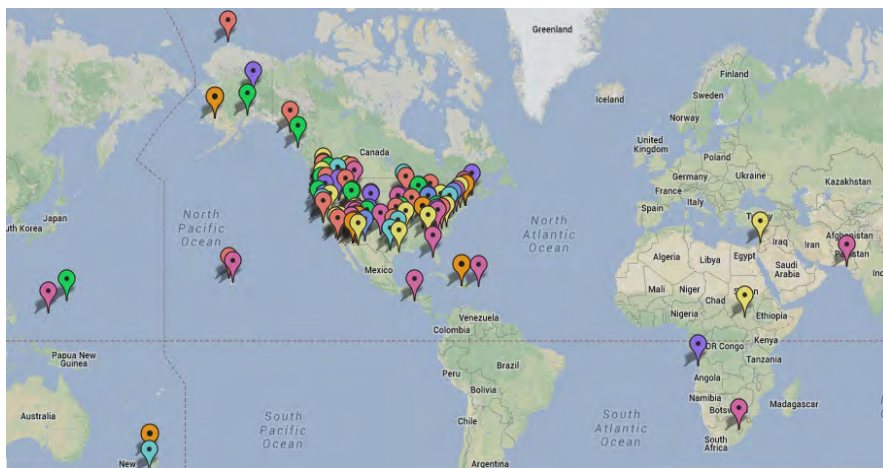 Greenland
Iceland
Finland
Sweden
Norway
Canada
United
Kingdom
Poland
Germany
Ukraine
Kazakhstan
France
Italy
Spain
Japan
uth Korea
North
Pacific
Ocean
North
Atlantic
Ocean
Iraq
Iran
Afghanistan
Pakistan
Algeria
Libya
Egypt
Saudi
Arabia
Mexico
Mali
Niger
Chad
Nigeria
Ethiopia
Venezuela
Colombia
DR Congo
Kenya
Tanzania
Papua New
Guinea
Peru
Brazil
Bolivia
Angola
Namibia
Madagascar
Australia
South
Pacific
Ocean
Chile
South
Atlantic
Ocean
South
Africa
New
Argentina